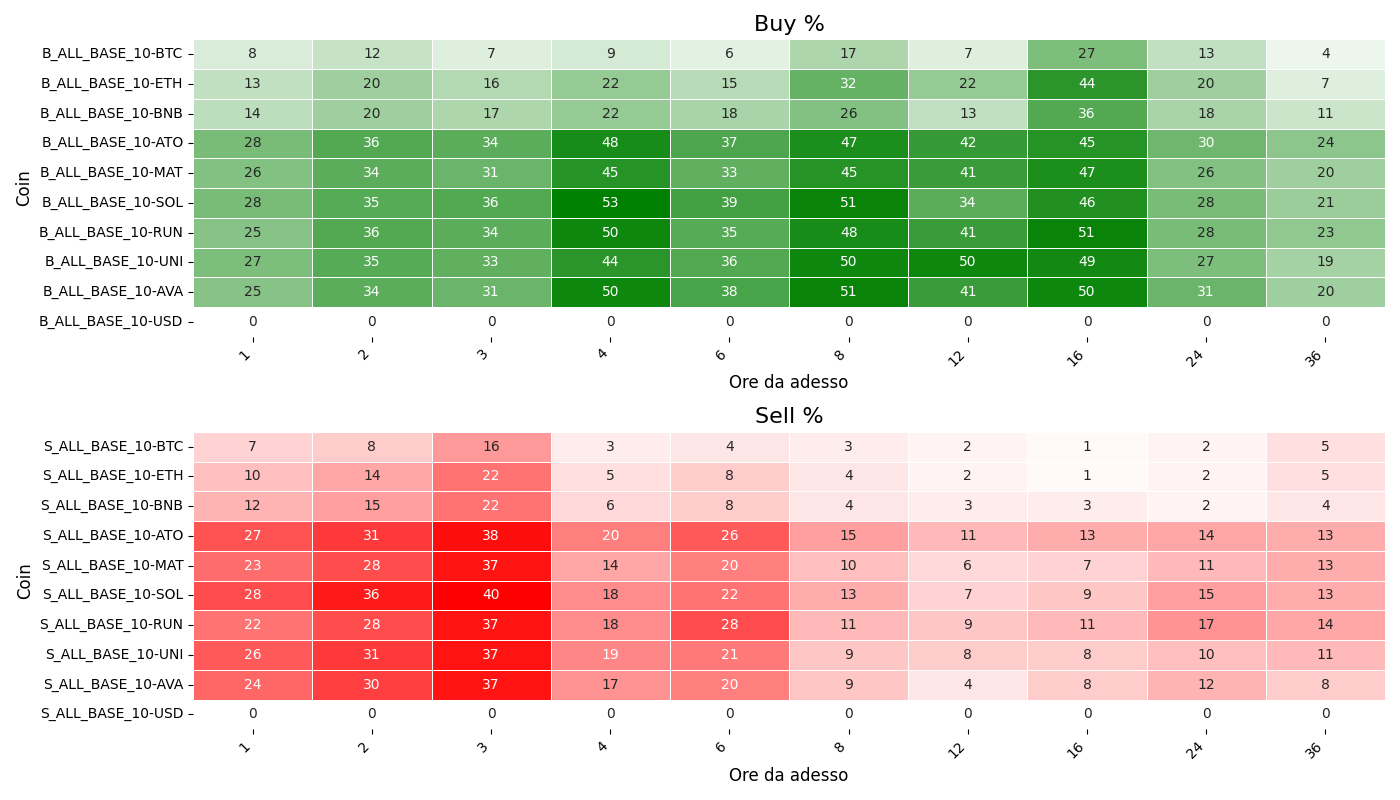 Buy %
Coin
B_ALL_BASE_10-BTC 8 12 7 9 6 17 7 27 13 4
B_ALL_BASE_10-ETH 13 20 16 22 15 32 22 44 20 7
B_ALL_BASE_10-BNB 14 20 17 22 18 26 13 36 18 11
B_ALL_BASE_10-ATO 28 36 34 48 37 47 42 45 30 24
B_ALL_BASE_10-MAT 26 34 31 45 33 45 41 47 26 20
B_ALL_BASE_10-SOL 28 35 36 53 39 51 34 46 28 21
B_ALL_BASE_10-RUN 25 36 34 50 35 48 41 51 28 23
B_ALL_BASE_10-UNI 27 35 33 44 36 50 50 49 27 19
B_ALL_BASE_10-AVA 25 34 31 50 38 51 41 50 31 20
B_ALL_BASE_10-USD 0 0 0 0 0 0 0 0 0 0
1 2 3 4 6 8 12 16 24 36
Ore da adesso
Sell %
Coin
S_ALL_BASE_10-BTC 7 8 16 3 4 3 2 1 2 5
S_ALL_BASE_10-ETH 10 14 22 5 8 4 2 1 2 5
S_ALL_BASE_10-BNB 12 15 22 6 8 4 3 3 2 4
S_ALL_BASE_10-ATO 27 31 38 20 26 15 11 13 14 13
S_ALL_BASE_10-MAT 23 28 37 14 20 10 6 7 11 13
S_ALL_BASE_10-SOL 28 36 40 18 22 13 7 9 15 13
S_ALL_BASE_10-RUN 22 28 37 18 28 11 9 11 17 14
S_ALL_BASE_10-UNI 26 31 37 19 21 9 8 8 10 11
S_ALL_BASE_10-AVA 24 30 37 17 20 9 4 8 12 8
S_ALL_BASE_10-USD 0 0 0 0 0 0 0 0 0 0
1 2 3 4 6 8 12 16 24 36
Ore da adesso